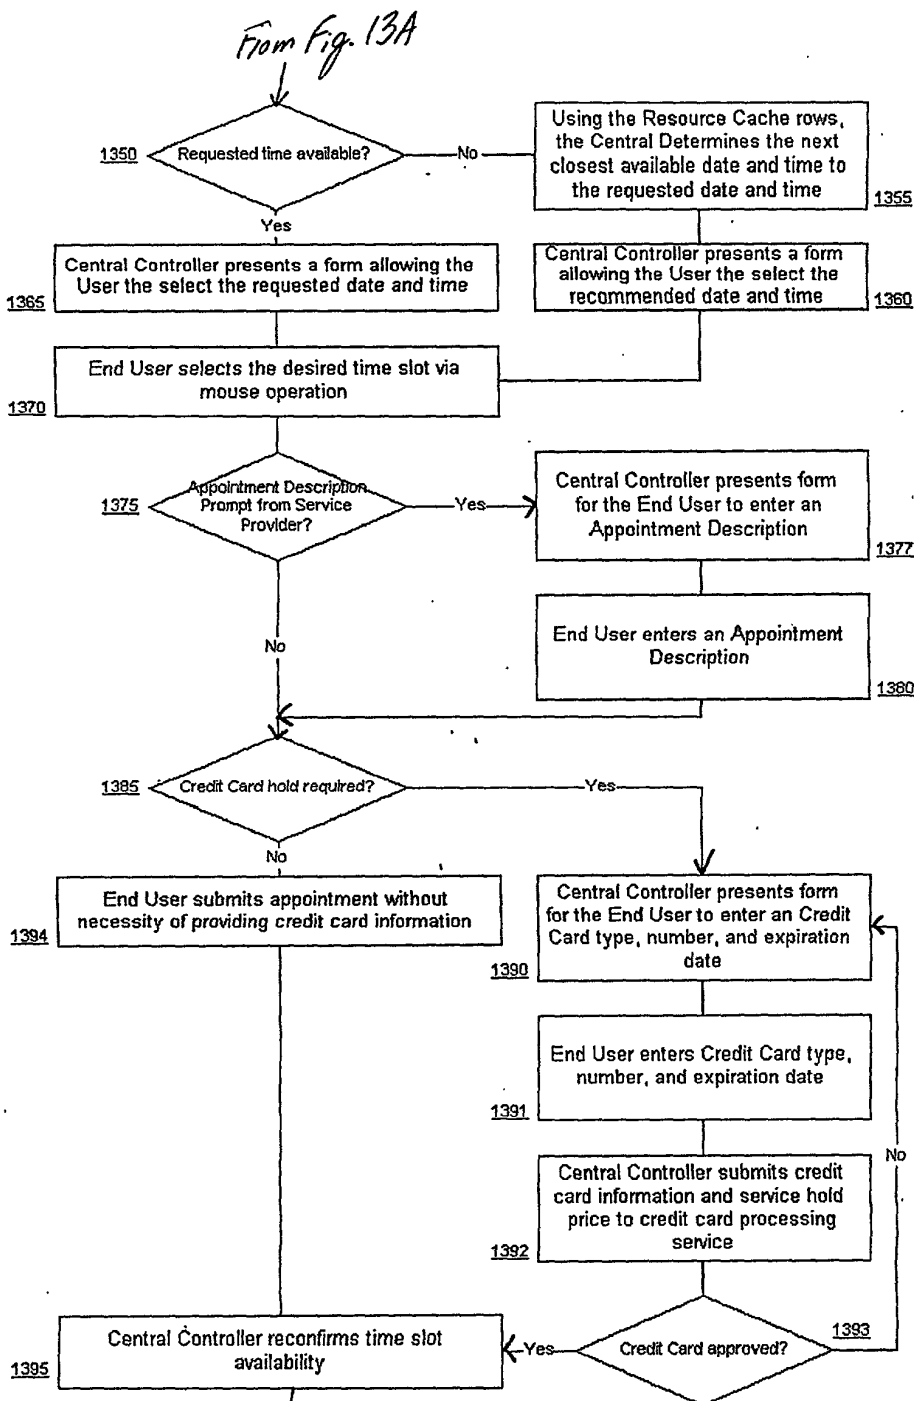 From Fig. 13A
1350
Requested time available?
No
Using the Resource Cache rows,
the Central Determines the next
closest available date and time to
the requested date and time
1355
Yes
Central Controller presents a form allowing the
User the select the requested date and time
1365
Central Controller presents a form
allowing the User the select the
recommended date and time
1360
End User selects the desired time slot via
mouse operation
1370
1375
Appointment Description
Prompt from Service
Provider?
Yes
Central Controller presents form
for the End User to enter an
Appointment Description
1377
No
End User enters an Appointment
Description
1380
1385
Credit Card hold required?
Yes
No
End User submits appointment without
necessity of providing credit card information
1394
Central Controller presents form
for the End User to enter an Credit
Card type, number, and expiration
date
1390
End User enters Credit Card type,
number, and expiration date
1391
No
Central Controller submits credit
card information and service hold
price to credit card processing
service
1392
Central Controller reconfirms time slot
availability
1395
Yes
Credit Card approved?
1393